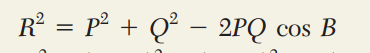 R² = P² + Q² − 2PQ cos B